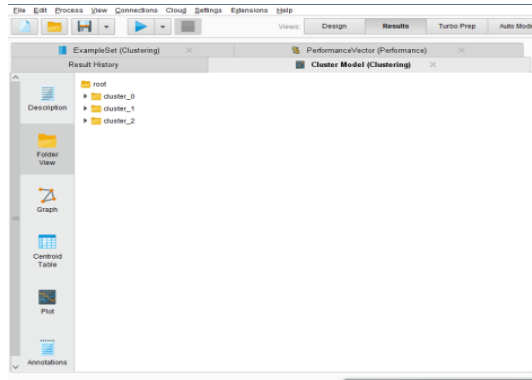 File Edit Process View Connections Cloud Settings Extensions Help
Views: Design Results Turbo Prep Auto Mode
ExampleSet (Clustering) PerformanceVector (Performance)
Result History Cluster Model (Clustering)
root
cluster_0
cluster_1
cluster_2
Description
Folder
View
Graph
Centroid
Table
Plot
Annotations